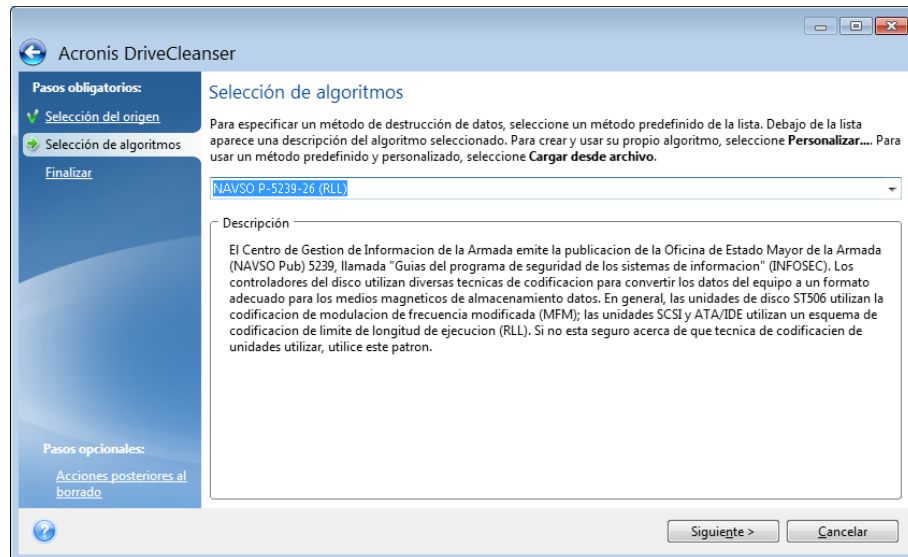 Acronis DriveCleanser
Pasos obligatorios:
Selección del origen
Selección de algoritmos
Finalizar
Pasos opcionales:
Acciones posteriores al
borrado
Selección de algoritmos
Para especificar un método de destrucción de datos, seleccione un método predefinido de la lista. Debajo de la lista
aparece una descripción del algoritmo seleccionado. Para crear y usar su propio algoritmo, seleccione Personalizar.... Para
usar un método predefinido y personalizado, seleccione Cargar desde archivo.
NAVSO P-5239-26 (RLL)
Descripción
El Centro de Gestion de Informacion de la Armada emite la publicacion de la Oficina de Estado Mayor de la Armada
(NAVSO Pub) 5239, llamada "Guias del programa de seguridad de los sistemas de informacion" (INFOSEC). Los
controladores del disco utilizan diversas tecnicas de codificacion para convertir los datos del equipo a un formato
adecuado para los medios magneticos de almacenamiento datos. En general, las unidades de disco ST506 utilizan la
codificacion de modulacion de frecuencia modificada (MFM); las unidades SCSI y ATA/IDE utilizan un esquema de
codificacion de limite de longitud de ejecucion (RLL). Si no esta seguro acerca de que tecnica de codificacien de
unidades utilizar, utilice este patron.
Siguiente >
Cancelar